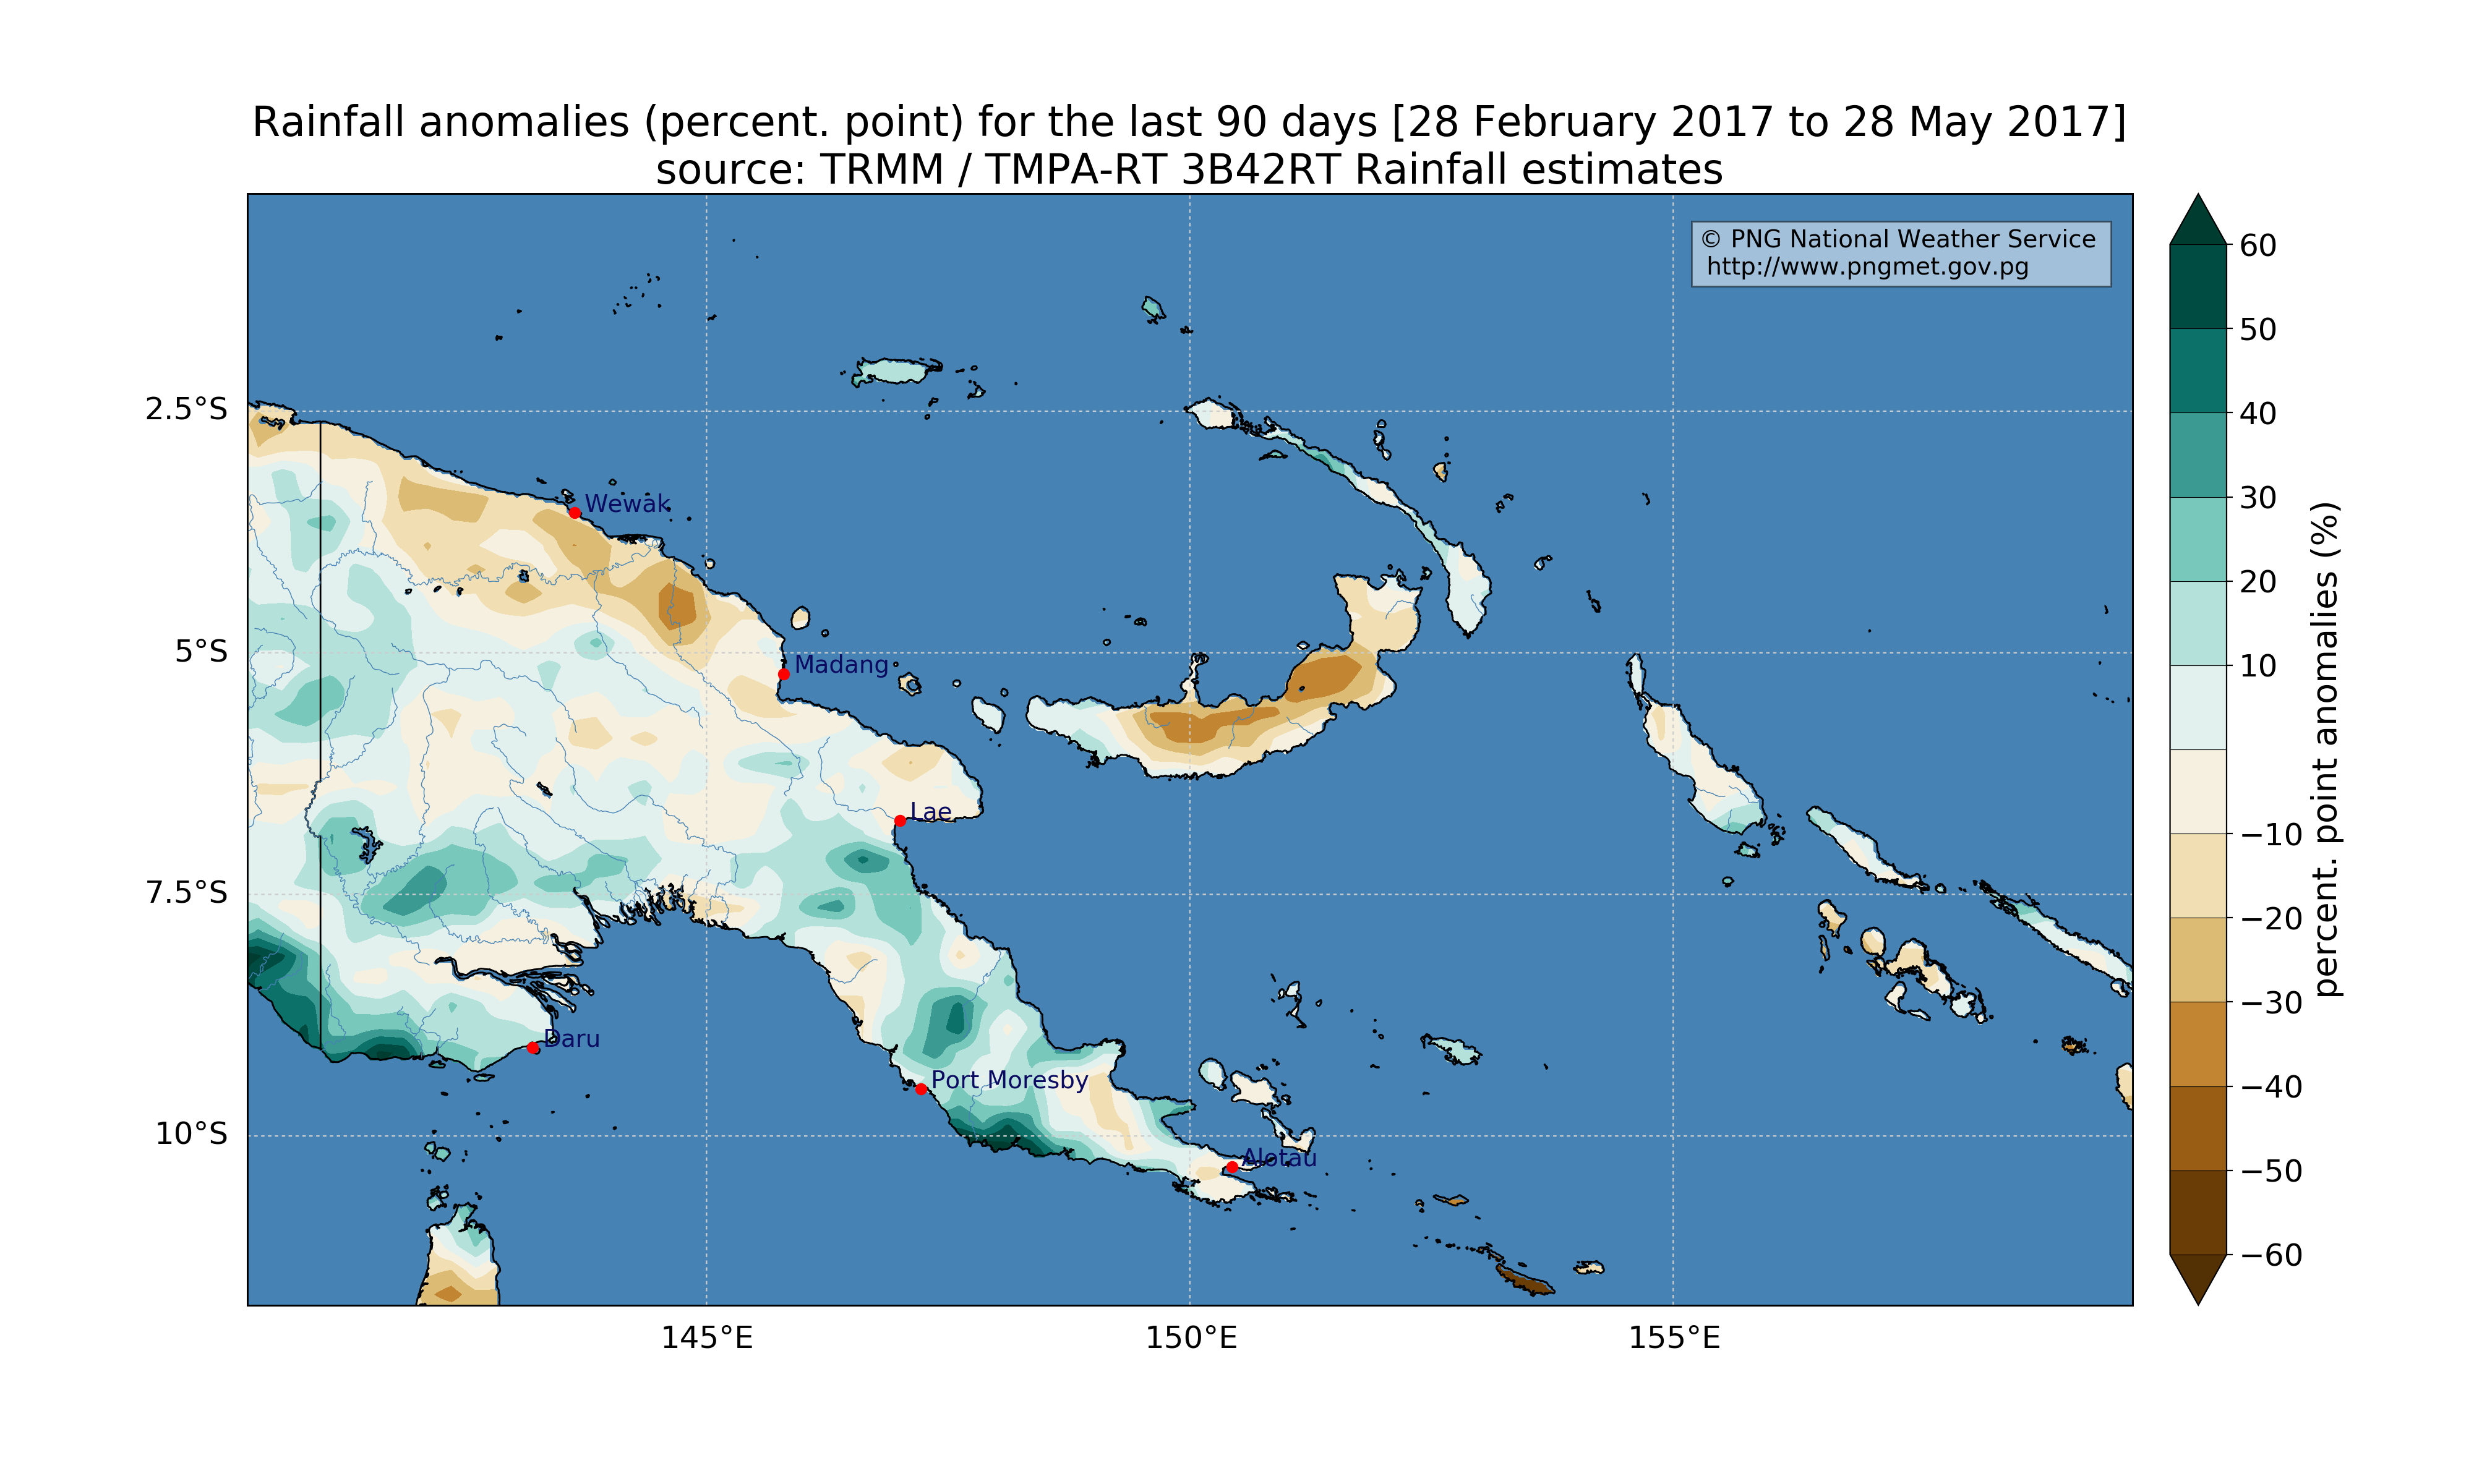 Rainfall anomalies (percent. point) for the last 90 days [28 February 2017 to 28 May 2017]
source: TRMM / TMPA-RT 3B42RT Rainfall estimates
© PNG National Weather Service
http://www.pngmet.gov.pg
2.5°S
5°S
7.5°S
10°S
145°E
150°E
155°E
Wewak
Madang
Lae
Daru
Port Moresby
Alotau
60
50
40
30
20
10
−10
−20
−30
−40
−50
−60
percent. point anomalies (%)